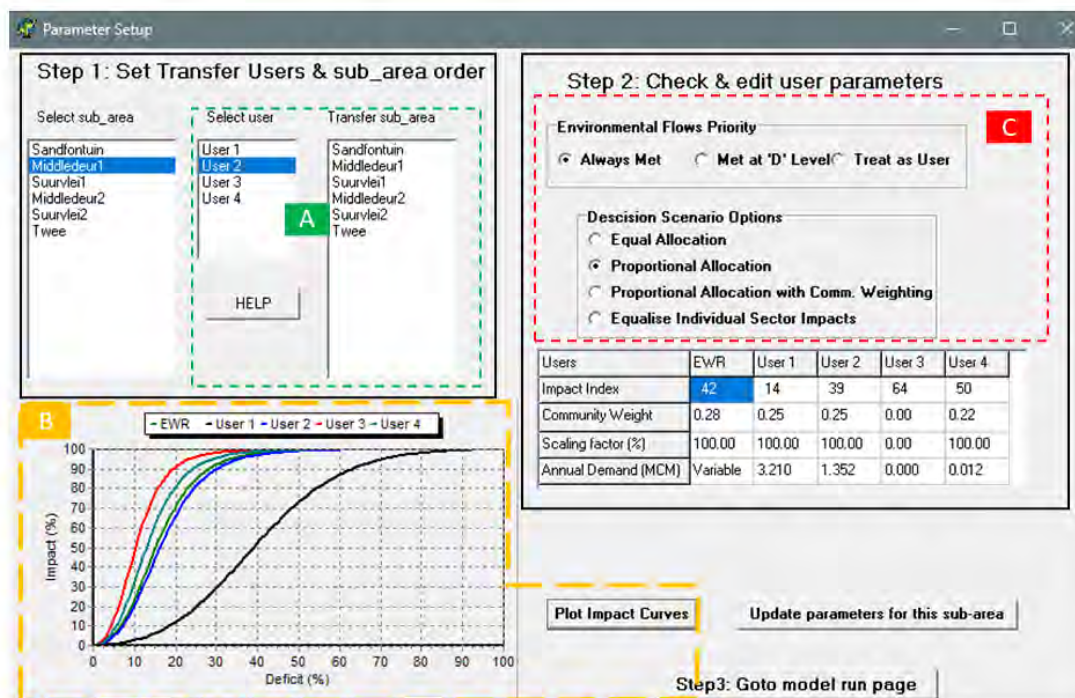 Parameter Setup
Step 1: Set Transfer Users & sub_area order
Select sub_area
Sandfontuin
Middledeur1
Suurvlei1
Middledeur2
Suurvlei2
Twee
Select user
User 1
User 2
User 3
User 4
A
HELP
Transfer sub_area
Sandfontuin
Middledeur1
Suurvlei1
Middledeur2
Suurvlei2
Twee
Step 2: Check & edit user parameters
C
Environmental Flows Priority
Always Met Met at 'D' Level Treat as User
Descision Scenario Options
Equal Allocation
Proportional Allocation
Proportional Allocation with Comm. Weighting
Equalise Individual Sector Impacts
Users EWR User 1 User 2 User 3 User 4
Impact Index 42 14 39 64 50
Community Weight 0.28 0.25 0.25 0.00 0.22
Scaling factor (%) 100.00 100.00 100.00 0.00 100.00
Annual Demand (MCM) Variable 3.210 1.352 0.000 0.012
B
EWR User 1 User 2 User 3 User 4
Impact (%)
100
90
80
70
60
50
40
30
20
10
0
0 10 20 30 40 50 60 70 80 90 100
Deficit (%)
Plot Impact Curves
Update parameters for this sub-area
Step3: Goto model run page